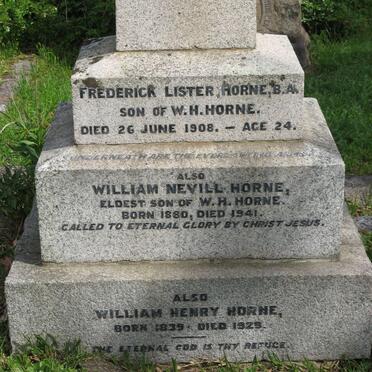 FREDERICK LISTER HORNE, B.A.
SON OF W.H.HORNE.
DIED 26 JUNE 1908. — AGE 24.
UNDERNEATH ARE THE EVERLASTING ARMS
ALSO
WILLIAM NEVILL HORNE,
ELDEST SON OF W.H.HORNE.
BORN 1880, DIED 1941.
CALLED TO ETERNAL GLORY BY CHRIST JESUS.
ALSO
WILLIAM HENRY HORNE,
BORN 1839 - DIED 1929.
THE ETERNAL GOD IS THY REFUGE.